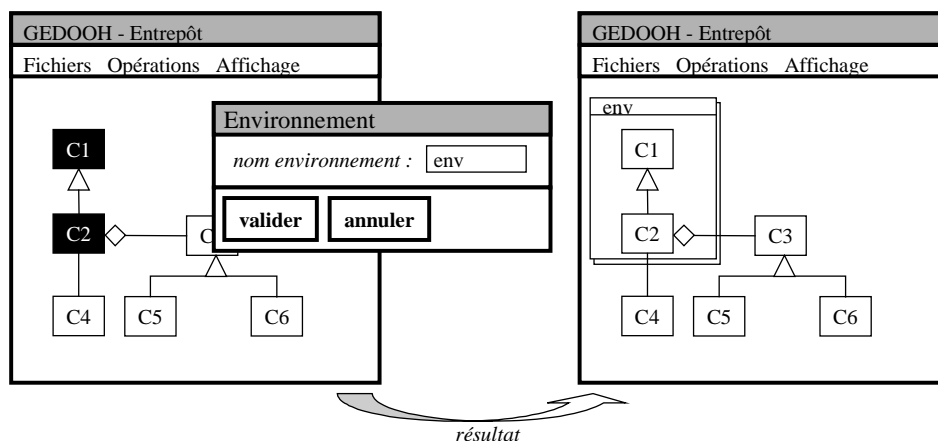 GEDOOH - Entrepôt
Fichiers Opérations Affichage
Environnement
nom environnement : env
valider annuler
C1
C2
C
C4 C5 C6
GEDOOH - Entrepôt
Fichiers Opérations Affichage
env
C1
C2 C3
C4 C5 C6
résultat